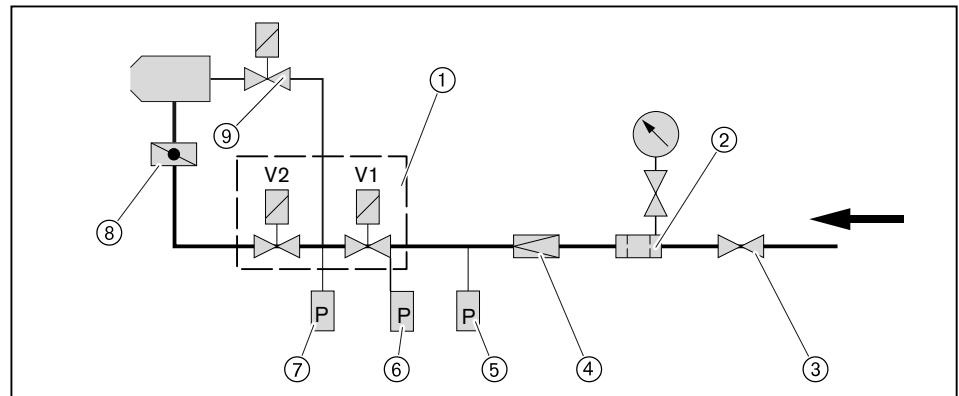 ①
⑨
②
V2
V1
⑧
P
P
P
⑦
⑥
⑤
④
③